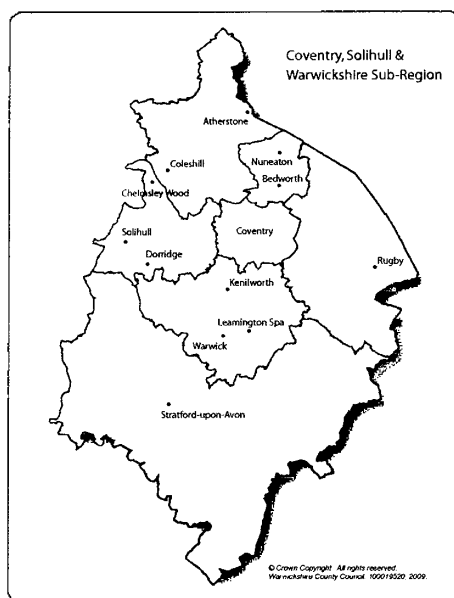 Coventry, Solihull &
Warwickshire Sub-Region
Atherstone
Nuneaton
Coleshill
Bedworth
Chelmsley Wood
Solihull
Coventry
Dorridge
Rugby
Kenilworth
Leamington Spa
Warwick
Stratford-upon-Avon
© Crown Copyright. All rights reserved.
Warwickshire County Council. 100019520. 2009.